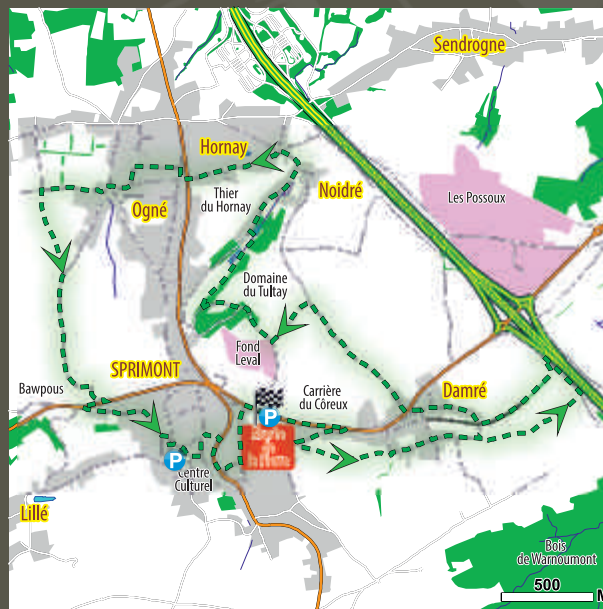 Sendrogne
Hornay
Noidré
Les Possoux
Thier
du Hornay
Ogné
Domaine
du Tultay
Fond
Leval
SPRIMONT
Bawpous
Carrière
du Côreux
Damré
P
P
Centre
Culturel
Lillé
Bois
de Warnoumont
500
M